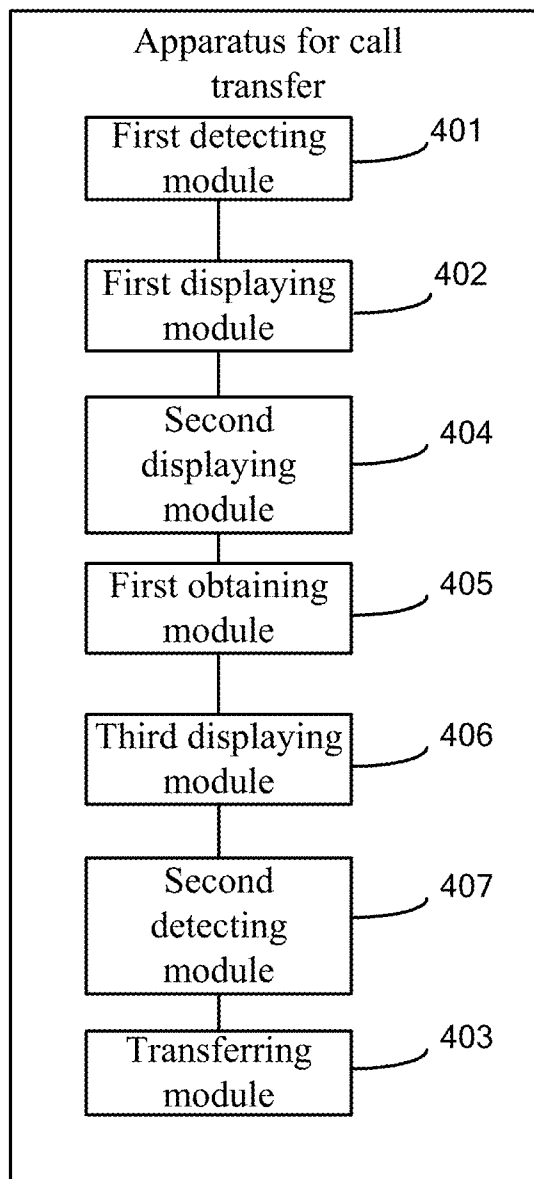 Apparatus for call
transfer
First detecting
module
401
First displaying
module
402
Second
displaying
module
404
First obtaining
module
405
Third displaying
module
406
Second
detecting
module
407
Transferring
module
403